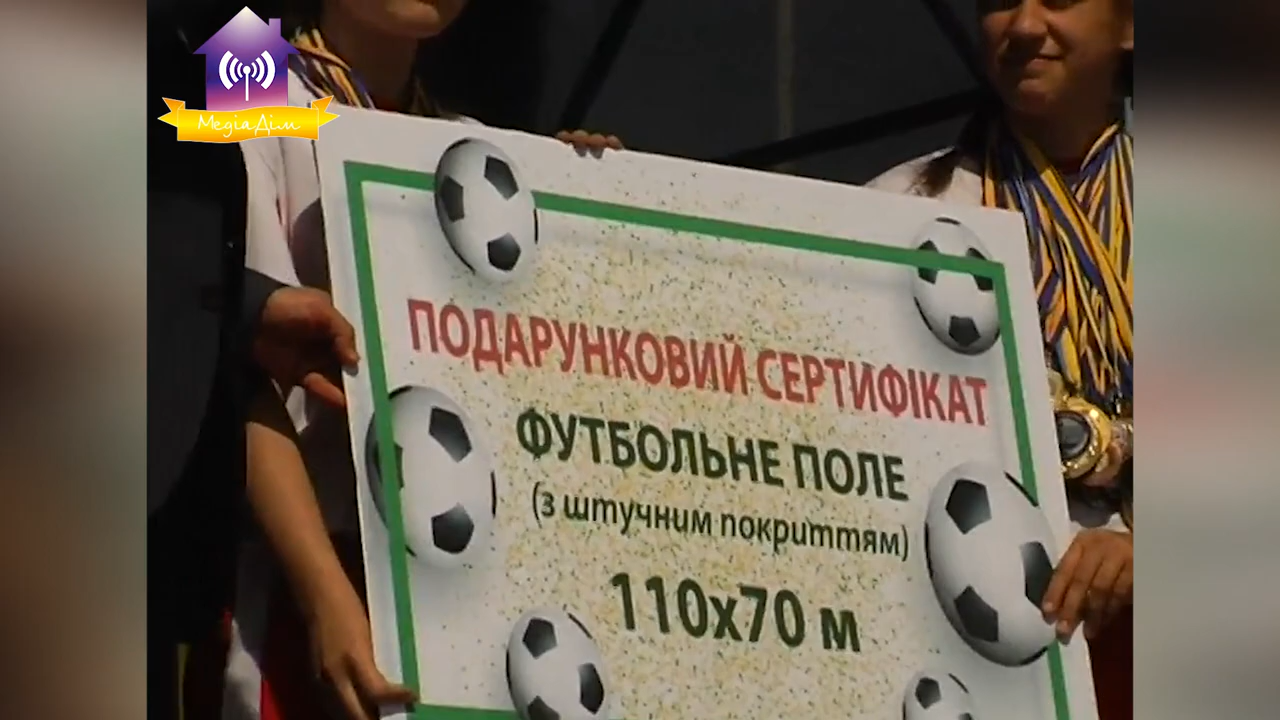 МедіаДім
ПОДАРУНКОВИЙ СЕРТИФІКАТ
ФУТБОЛЬНЕ ПОЛЕ
(з штучним покриттям)
110х70 м